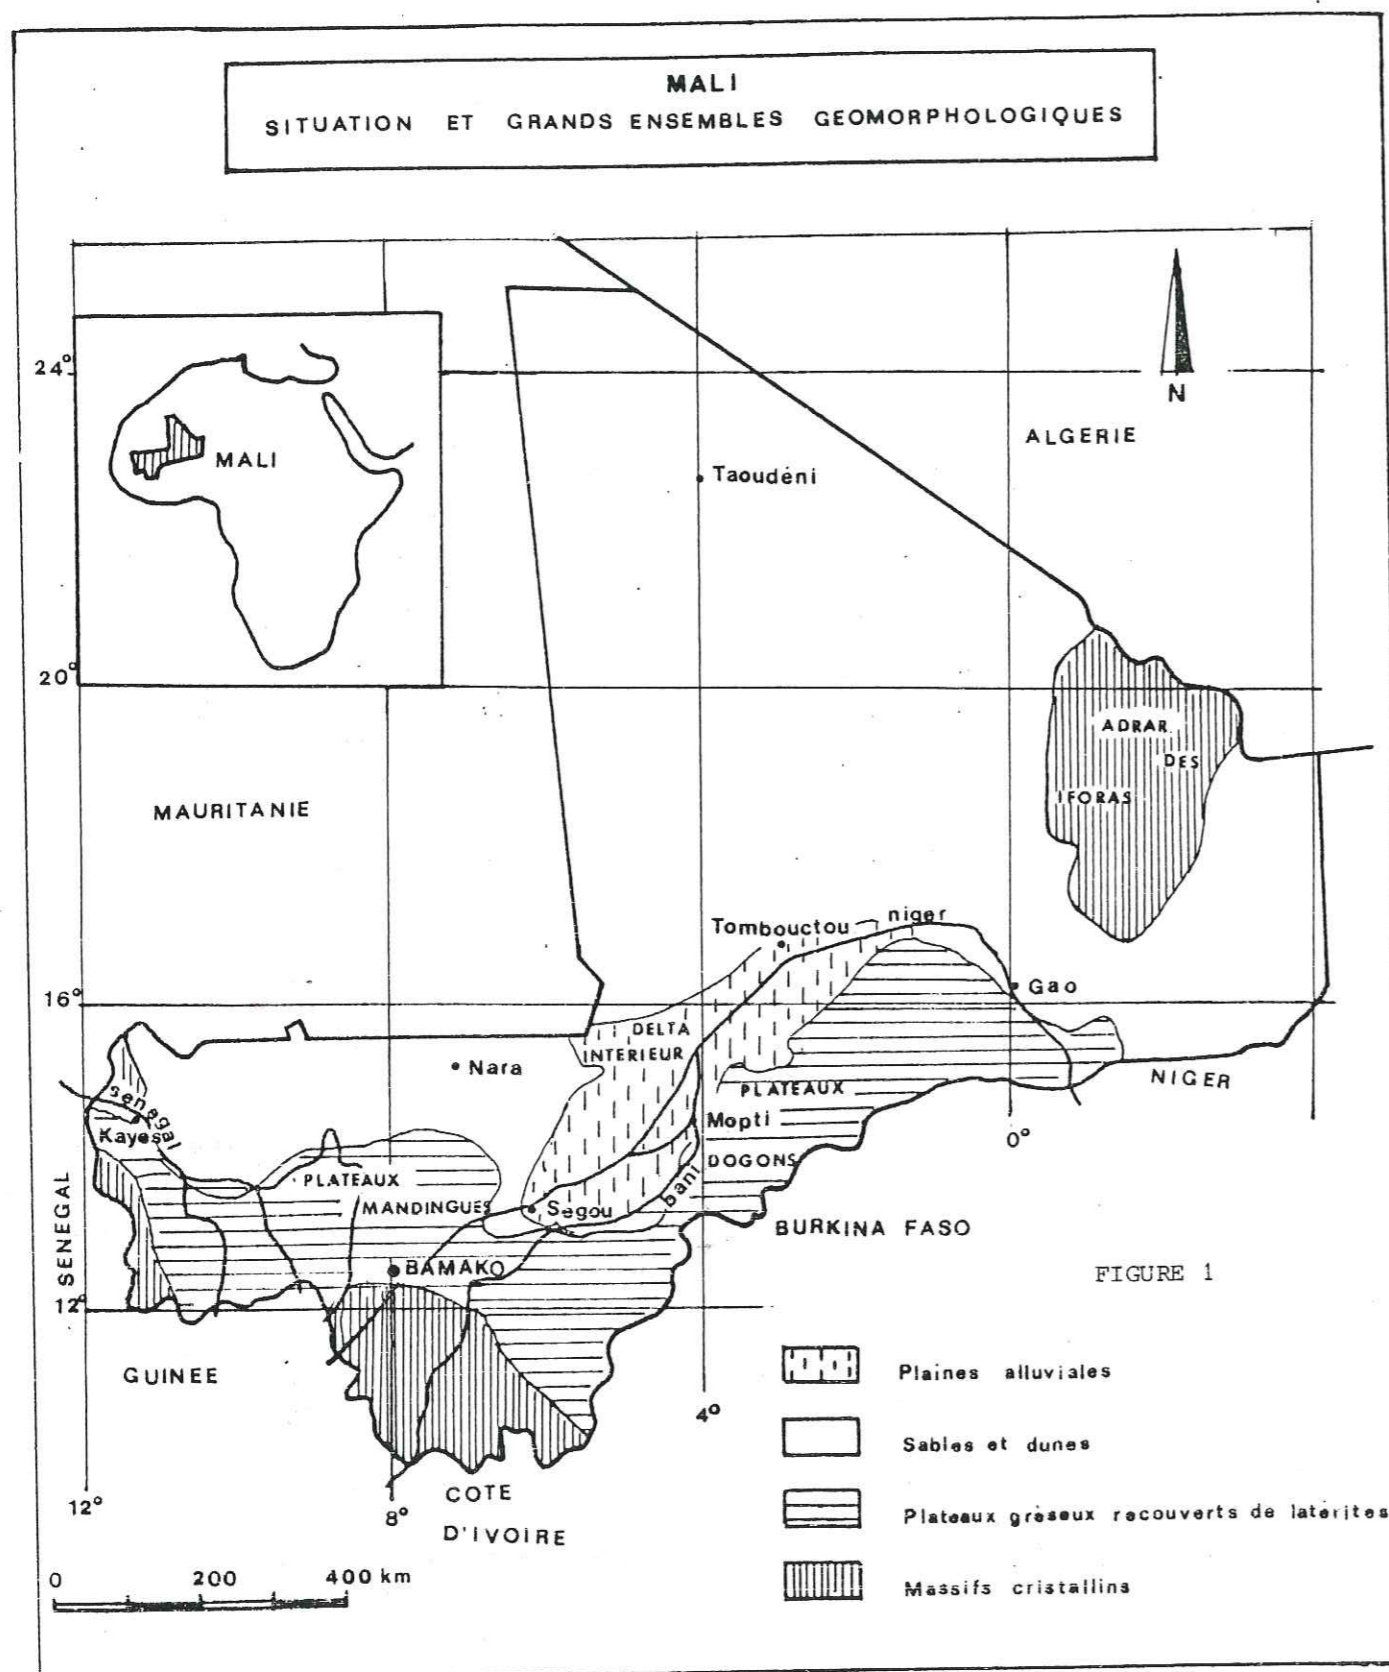 MALI
SITUATION ET GRANDS ENSEMBLES GEOMORPHOLOGIQUES
24°
N
ALGERIE
MALI
Taoudéni
20°
ADRAR
DES
IFORAS
MAURITANIE
Tombouctou
niger
16°
Gao
DELTA
INTERIEUR
Nara
NIGER
PLATEAUX
Sénégal
Mopti
Kayes
0°
DOGONS
PLATEAUX
bani
MANDINGUES
Ségou
SENEGAL
BURKINA FASO
BAMAKO
FIGURE 1
12°
GUINEE
Plaines alluviales
4°
Sables et dunes
12°
8°
COTE
D'IVOIRE
Plateaux gréseux recouverts de latérites
0 200 400 km
Massifs cristallins